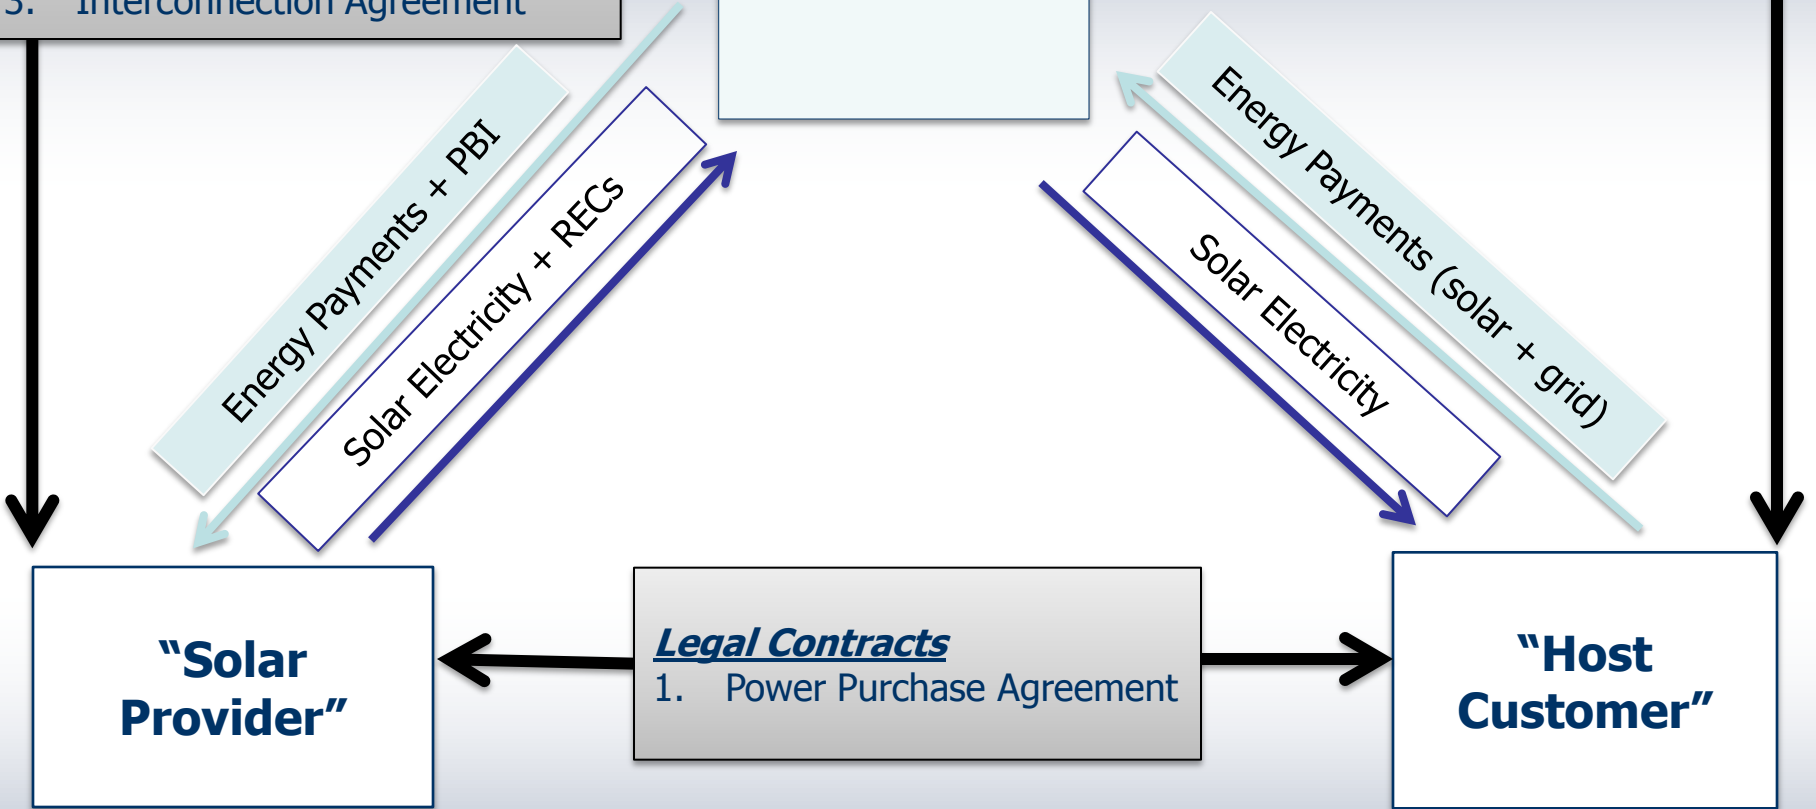 3. Interconnection Agreement
Energy Payments + PBI
Solar Electricity + RECs
Energy Payments (solar + grid)
Solar Electricity
“Solar
Provider”
Legal Contracts
1. Power Purchase Agreement
“Host
Customer”